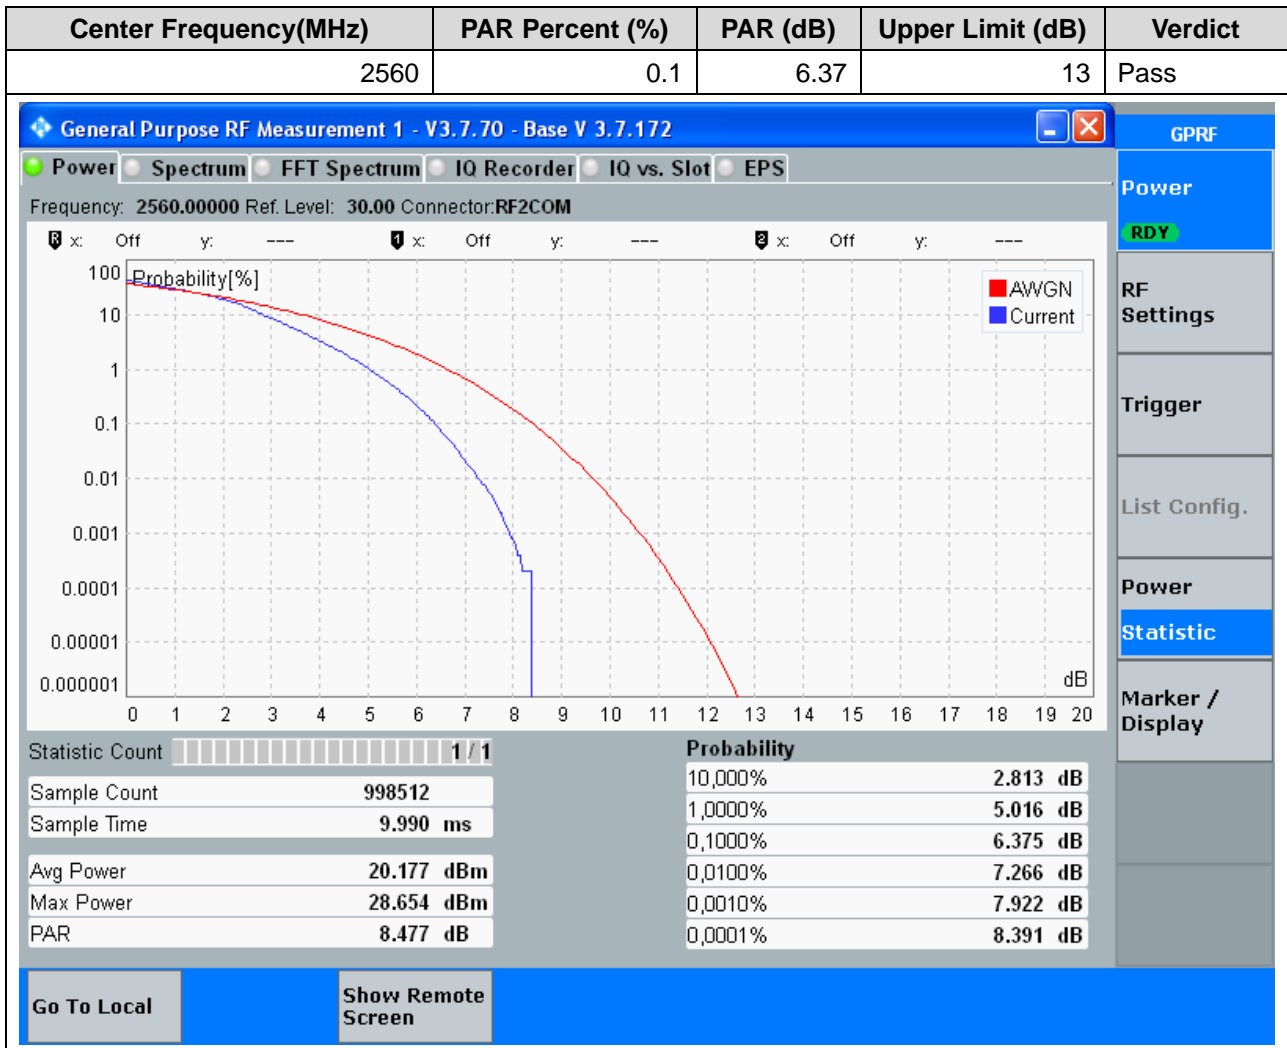 Center Frequency(MHz) PAR Percent (%) PAR (dB) Upper Limit (dB) Verdict
2560 0.1 6.37 13 Pass
General Purpose RF Measurement 1 - V3.7.70 - Base V 3.7.172
GPRF
Power Spectrum FFT Spectrum IQ Recorder IQ vs. Slot EPS
Power
RDY
Frequency: 2560.00000 Ref. Level: 30.00 Connector:RF2COM
R x: Off y: --- 1 x: Off y: --- 2 x: Off y: ---
Probability[%]
AWGN
Current
100
10
1
0.1
0.01
0.001
0.0001
0.00001
0.000001
dB
0 1 2 3 4 5 6 7 8 9 10 11 12 13 14 15 16 17 18 19 20
RF
Settings
Trigger
List Config.
Power
Statistic
Marker /
Display
Statistic Count 1 / 1
Sample Count 998512
Sample Time 9.990 ms
Avg Power 20.177 dBm
Max Power 28.654 dBm
PAR 8.477 dB
Probability
10,000% 2.813 dB
1,0000% 5.016 dB
0,1000% 6.375 dB
0,0100% 7.266 dB
0,0010% 7.922 dB
0,0001% 8.391 dB
Go To Local
Show Remote
Screen